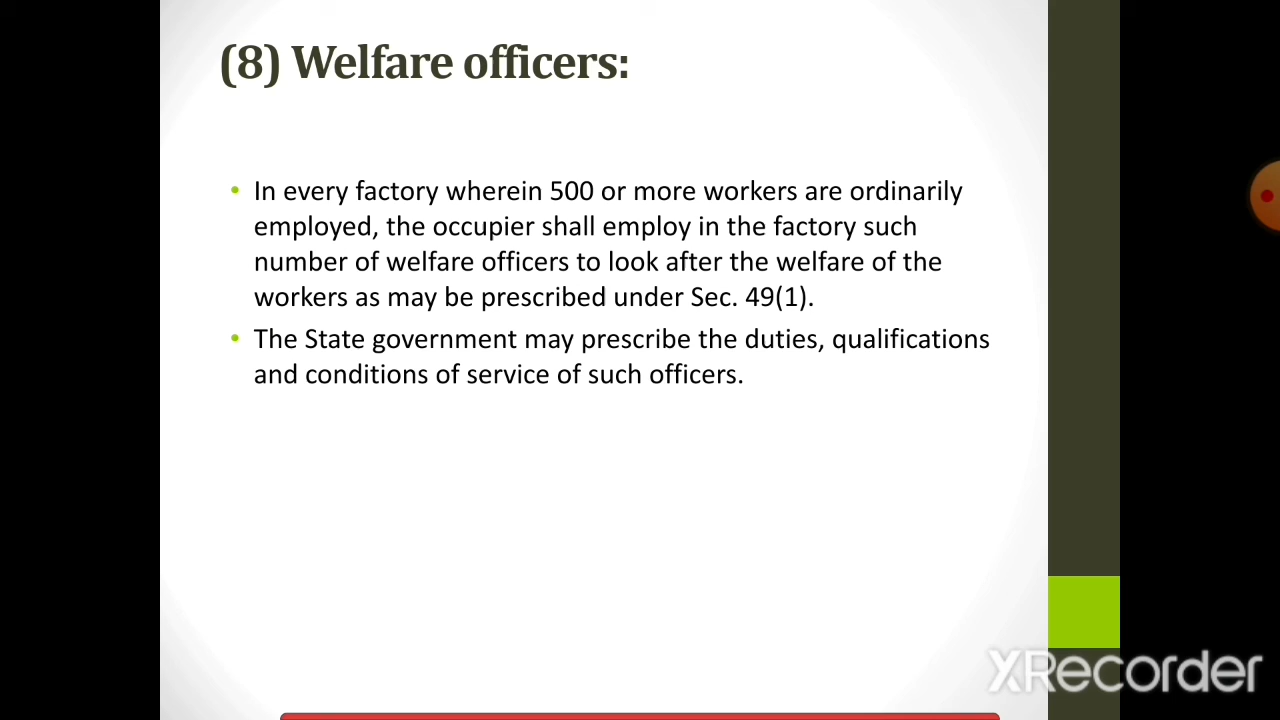 (8) Welfare officers:
• In every factory wherein 500 or more workers are ordinarily
employed, the occupier shall employ in the factory such
number of welfare officers to look after the welfare of the
workers as may be prescribed under Sec. 49(1).
• The State government may prescribe the duties, qualifications
and conditions of service of such officers.
XRecorder